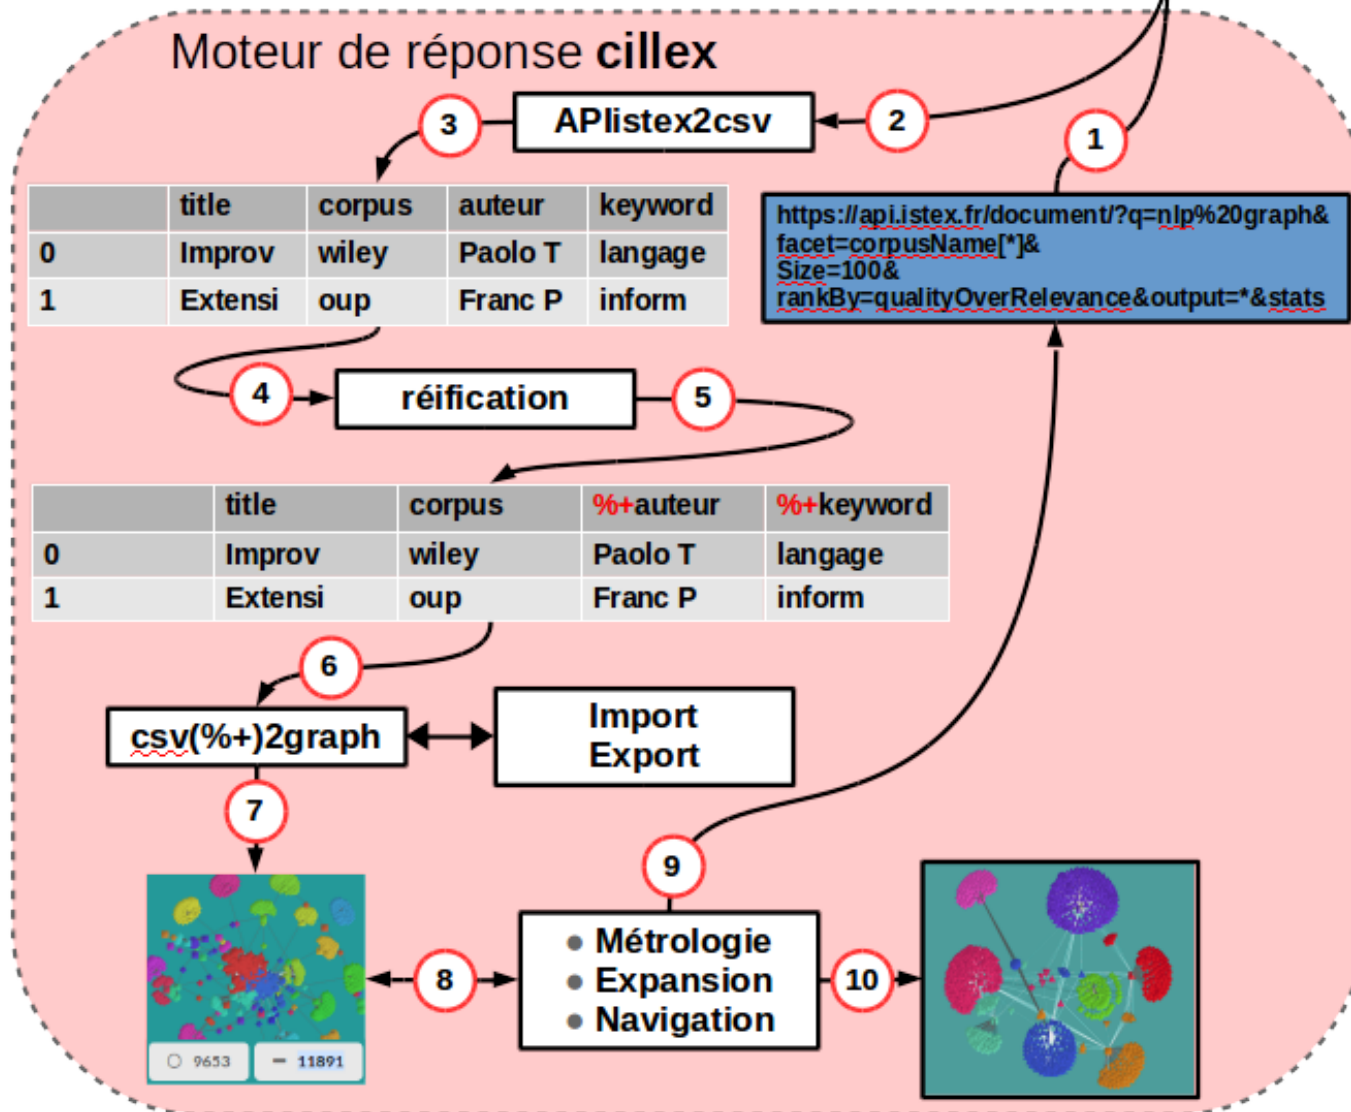 Moteur de réponse cillex
3
APIistex2csv
2
1
title corpus auteur keyword
0 Improv wiley Paolo T langage
1 Extensi oup Franc P inform
https://api.istex.fr/document/?q=nlp%20graph&
facet=corpusName[*]&
Size=100&
rankBy=qualityOverRelevance&output=*&stats
4
réification
5
title corpus %+auteur %+keyword
0 Improv wiley Paolo T langage
1 Extensi oup Franc P inform
6
csv(%+)2graph
Import
Export
7
9
8
● Métrologie
● Expansion
● Navigation
10
9653 11891